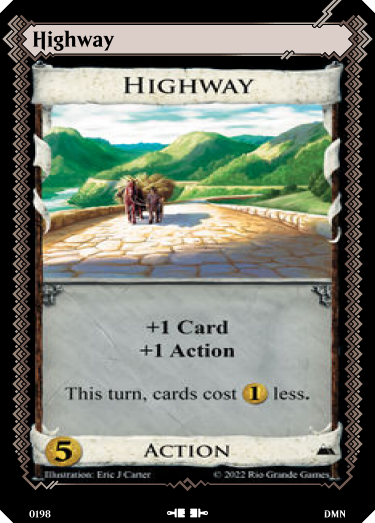 Highway
HIGHWAY
+1 Card
+1 Action
This turn, cards cost 1 less.
5
ACTION
Illustration: Eric J Carter © 2022 Rio Grande Games
0198 DMN